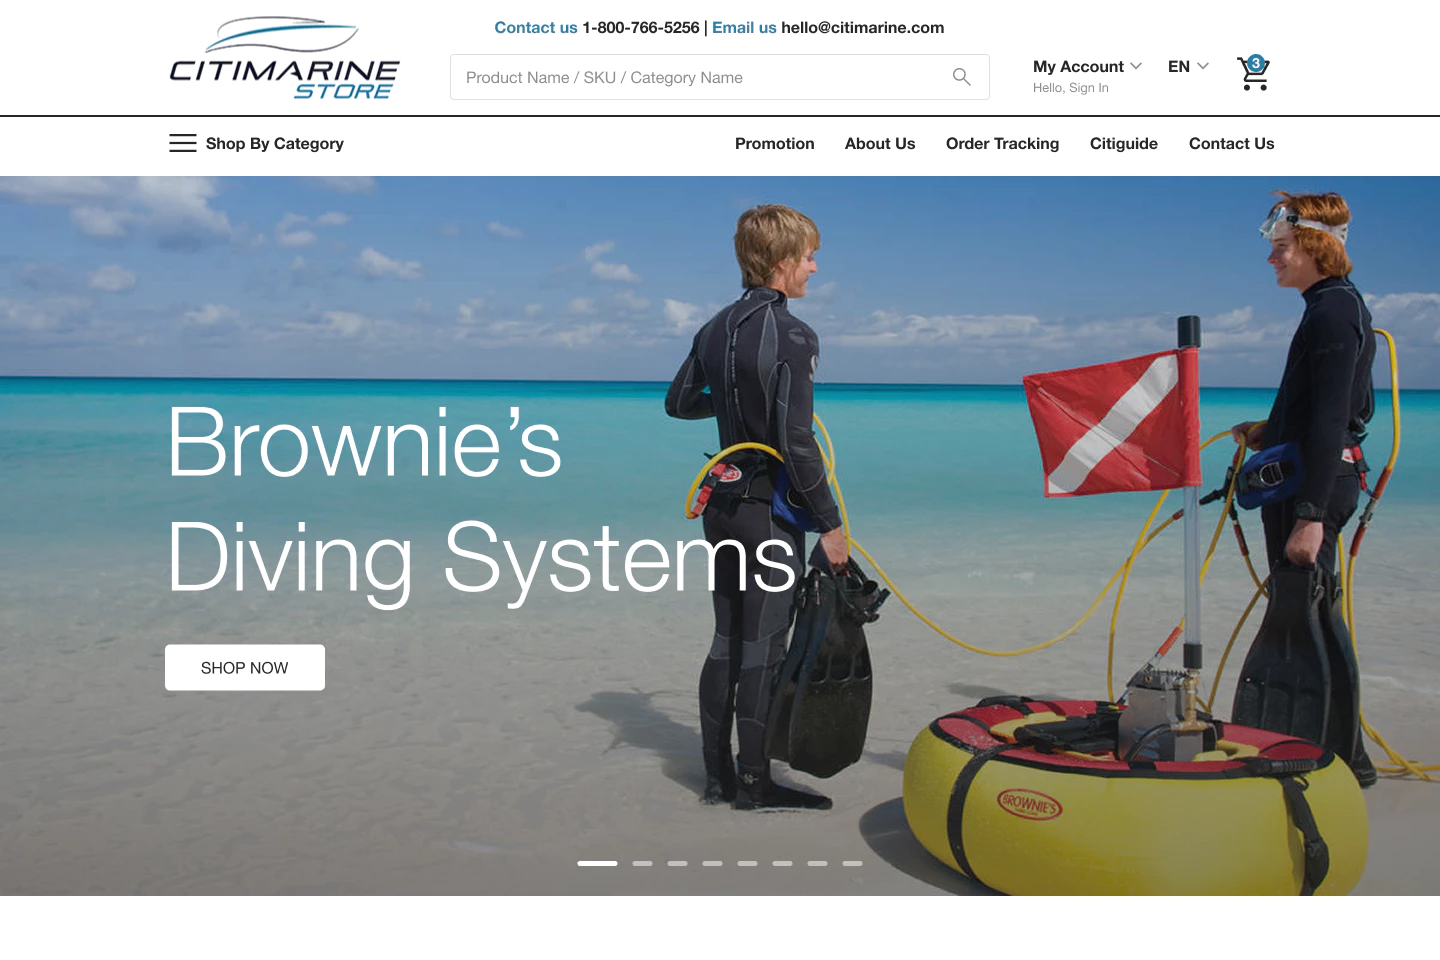 CITIMARINE
STORE
Contact us 1-800-766-5256 | Email us hello@citimarine.com
Product Name / SKU / Category Name
My Account
Hello, Sign In
EN
3
Shop By Category
Promotion
About Us
Order Tracking
Citiguide
Contact Us
Brownie’s
Diving Systems
SHOP NOW
BROWNIE'S